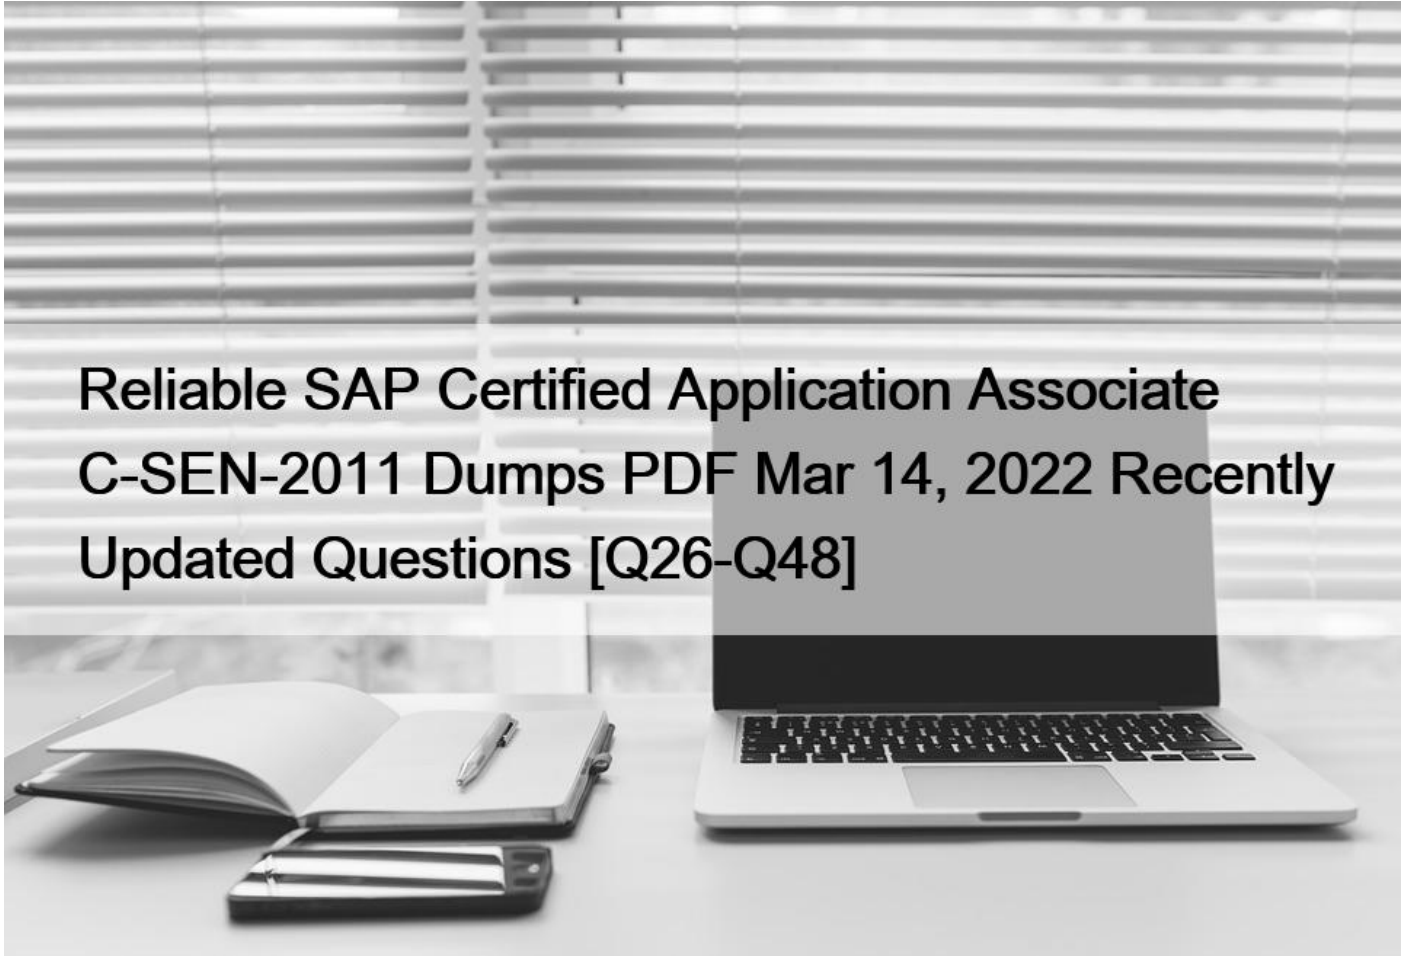 Reliable SAP Certified Application Associate
C-SEN-2011 Dumps PDF Mar 14, 2022 Recently
Updated Questions [Q26-Q48]